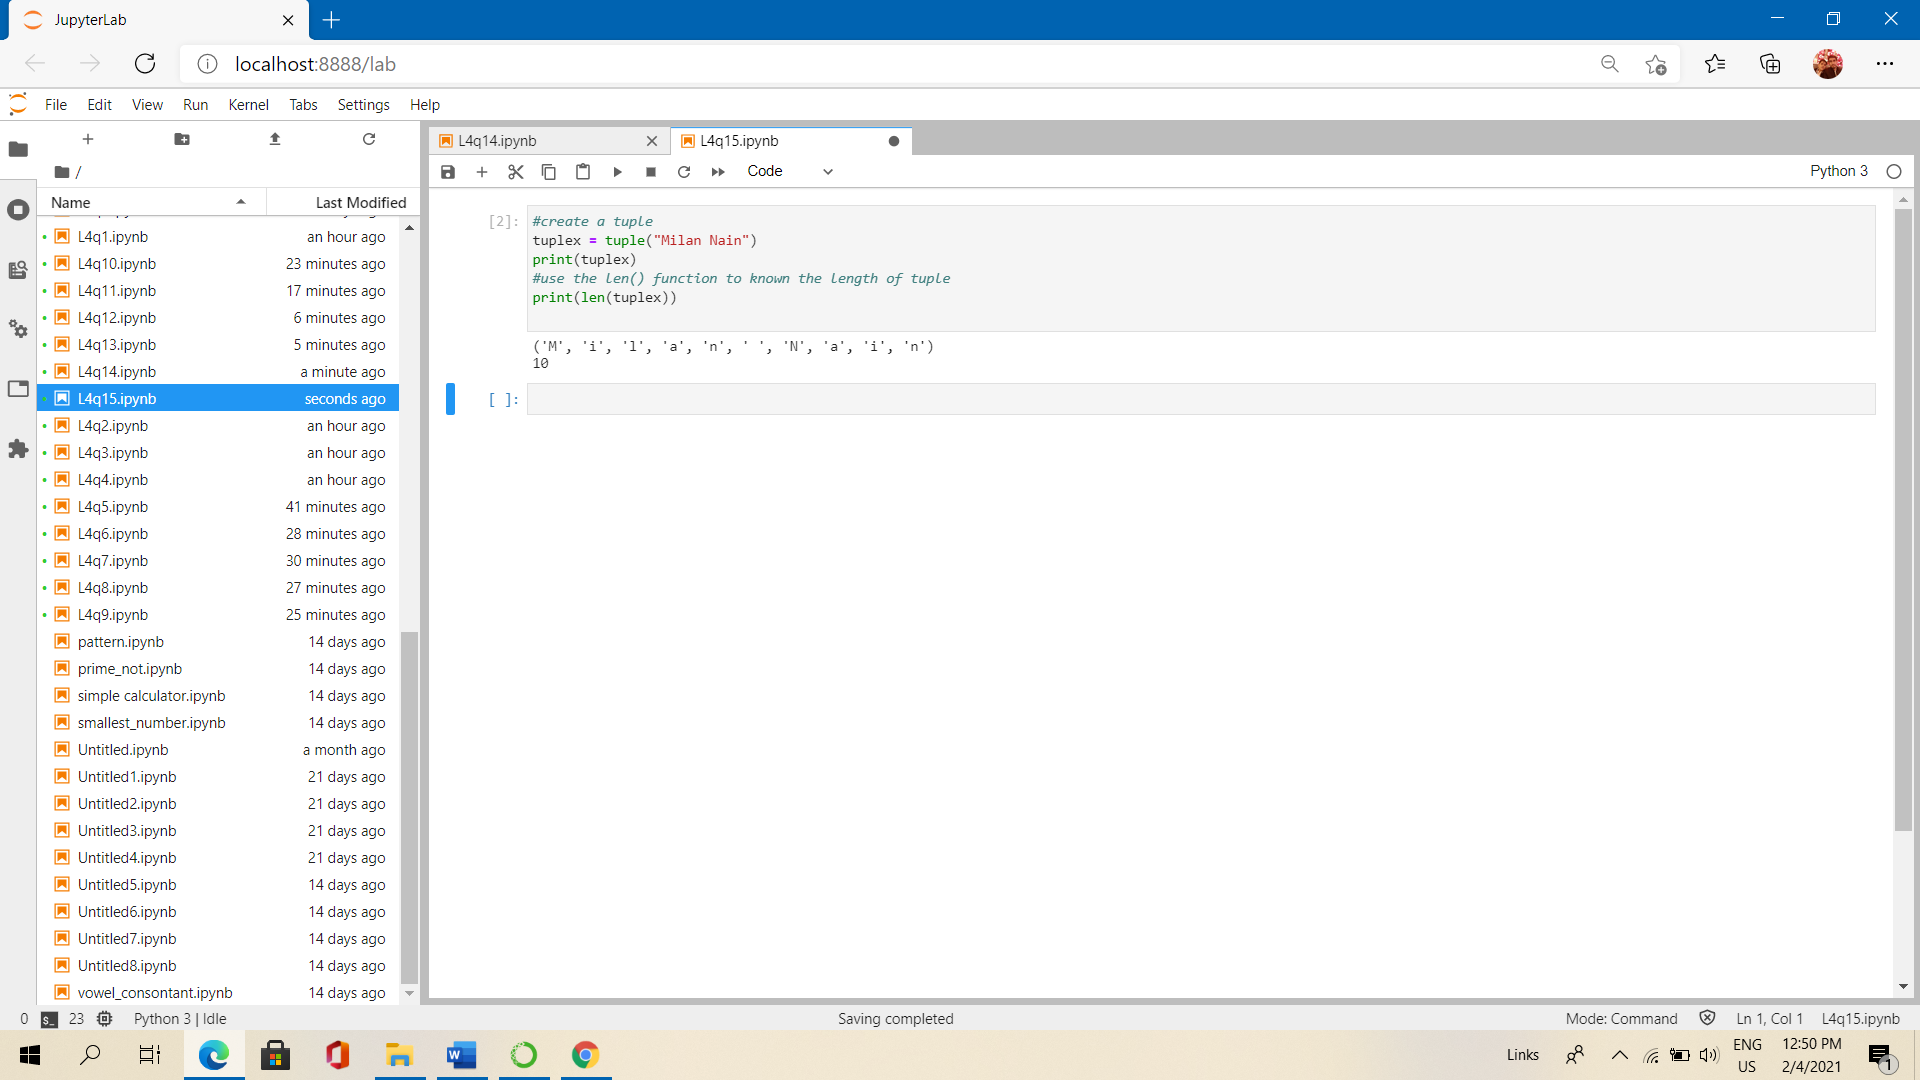 JupyterLab
localhost:8888/lab
File Edit View Run Kernel Tabs Settings Help
/
Name Last Modified
L4q1.ipynb an hour ago
L4q10.ipynb 23 minutes ago
L4q11.ipynb 17 minutes ago
L4q12.ipynb 6 minutes ago
L4q13.ipynb 5 minutes ago
L4q14.ipynb a minute ago
L4q15.ipynb seconds ago
L4q2.ipynb an hour ago
L4q3.ipynb an hour ago
L4q4.ipynb an hour ago
L4q5.ipynb 41 minutes ago
L4q6.ipynb 28 minutes ago
L4q7.ipynb 30 minutes ago
L4q8.ipynb 27 minutes ago
L4q9.ipynb 25 minutes ago
pattern.ipynb 14 days ago
prime_not.ipynb 14 days ago
simple calculator.ipynb 14 days ago
smallest_number.ipynb 14 days ago
Untitled.ipynb a month ago
Untitled1.ipynb 21 days ago
Untitled2.ipynb 21 days ago
Untitled3.ipynb 21 days ago
Untitled4.ipynb 21 days ago
Untitled5.ipynb 14 days ago
Untitled6.ipynb 14 days ago
Untitled7.ipynb 14 days ago
Untitled8.ipynb 14 days ago
vowel_consontant.ipynb 14 days ago
L4q14.ipynb L4q15.ipynb
Code Python 3
[2]: #create a tuple
tuplex = tuple("Milan Nain")
print(tuplex)
#use the len() function to known the length of tuple
print(len(tuplex))
('M', 'i', 'l', 'a', 'n', ' ', 'N', 'a', 'i', 'n')
10
[ ]:
0 23 Python 3 | Idle Saving completed Mode: Command Ln 1, Col 1 L4q15.ipynb
Links ENG US 12:50 PM 2/4/2021 1